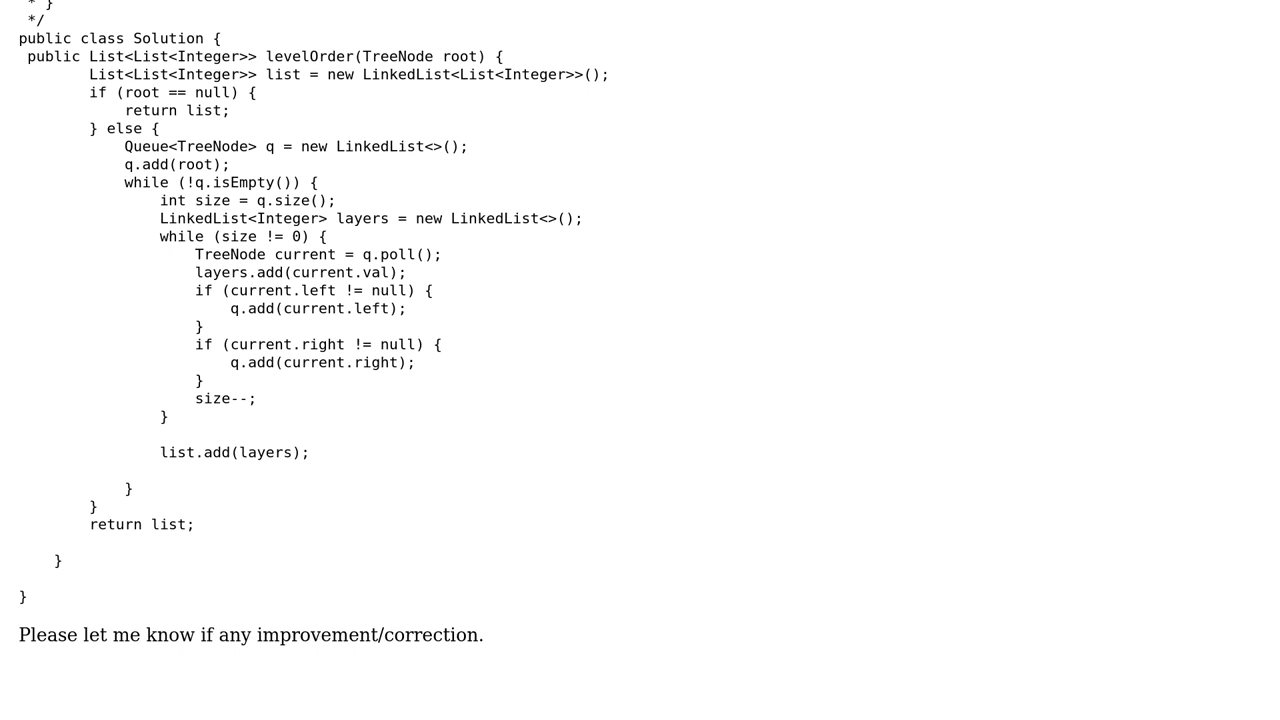 * }
 */
public class Solution {
 public List<List<Integer>> levelOrder(TreeNode root) {
        List<List<Integer>> list = new LinkedList<List<Integer>>();
        if (root == null) {
            return list;
        } else {
            Queue<TreeNode> q = new LinkedList<>();
            q.add(root);
            while (!q.isEmpty()) {
                int size = q.size();
                LinkedList<Integer> layers = new LinkedList<>();
                while (size != 0) {
                    TreeNode current = q.poll();
                    layers.add(current.val);
                    if (current.left != null) {
                        q.add(current.left);
                    }
                    if (current.right != null) {
                        q.add(current.right);
                    }
                    size--;
                }

                list.add(layers);

            }
        }
        return list;

    }

}
Please let me know if any improvement/correction.